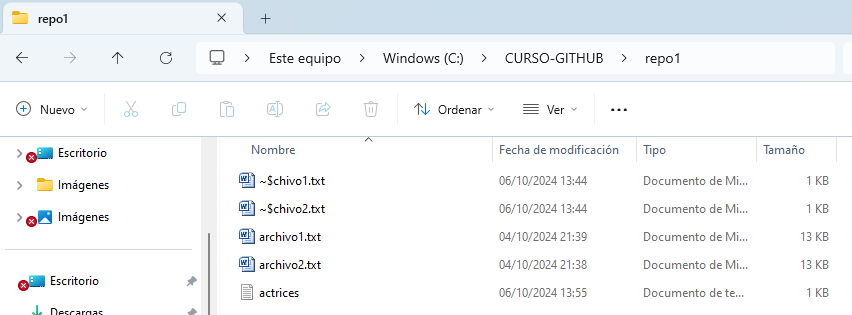 repo1
Este equipo > Windows (C:) > CURSO-GITHUB > repo1
Nuevo Ordenar Ver ...
Nombre Fecha de modificación Tipo Tamaño
Escritorio
Imágenes
Imágenes
Escritorio
Descargas
~$chivo1.txt 06/10/2024 13:44 Documento de Mi... 1 KB
~$chivo2.txt 06/10/2024 13:44 Documento de Mi... 1 KB
archivo1.txt 04/10/2024 21:39 Documento de Mi... 13 KB
archivo2.txt 04/10/2024 21:38 Documento de Mi... 13 KB
actrices 06/10/2024 13:55 Documento de te... 1 KB